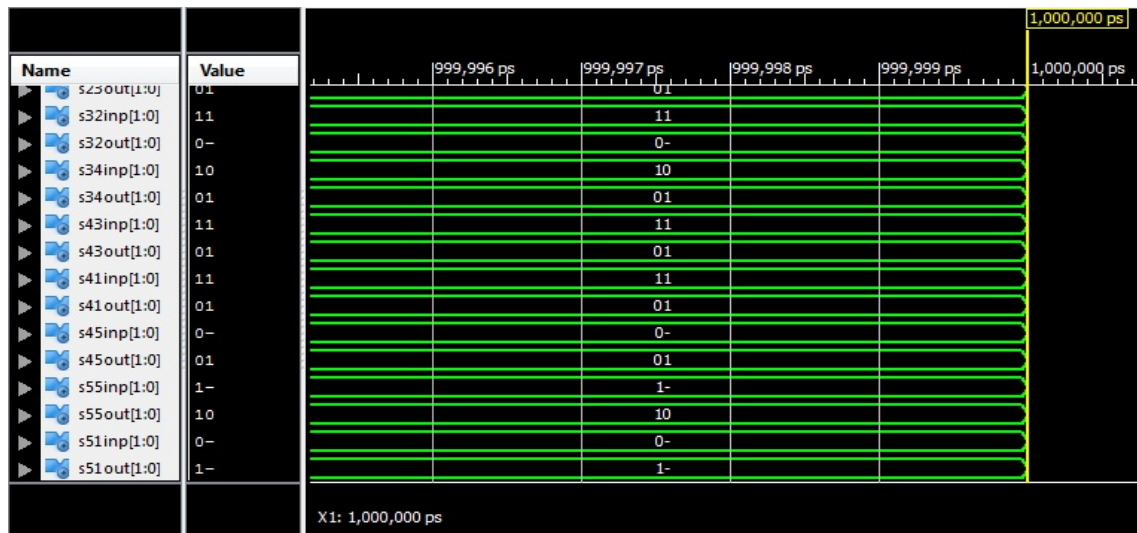 1,000,000 ps
Name Value 999,996 ps 999,997 ps 999,998 ps 999,999 ps 1,000,000 ps
s23out[1:0] 01 01
s32inp[1:0] 11 11
s32out[1:0] 0- 0-
s34inp[1:0] 10 10
s34out[1:0] 01 01
s43inp[1:0] 11 11
s43out[1:0] 01 01
s41inp[1:0] 11 11
s41out[1:0] 01 01
s45inp[1:0] 0- 0-
s45out[1:0] 01 01
s55inp[1:0] 1- 1-
s55out[1:0] 10 10
s51inp[1:0] 0- 0-
s51out[1:0] 1- 1-
X1: 1,000,000 ps